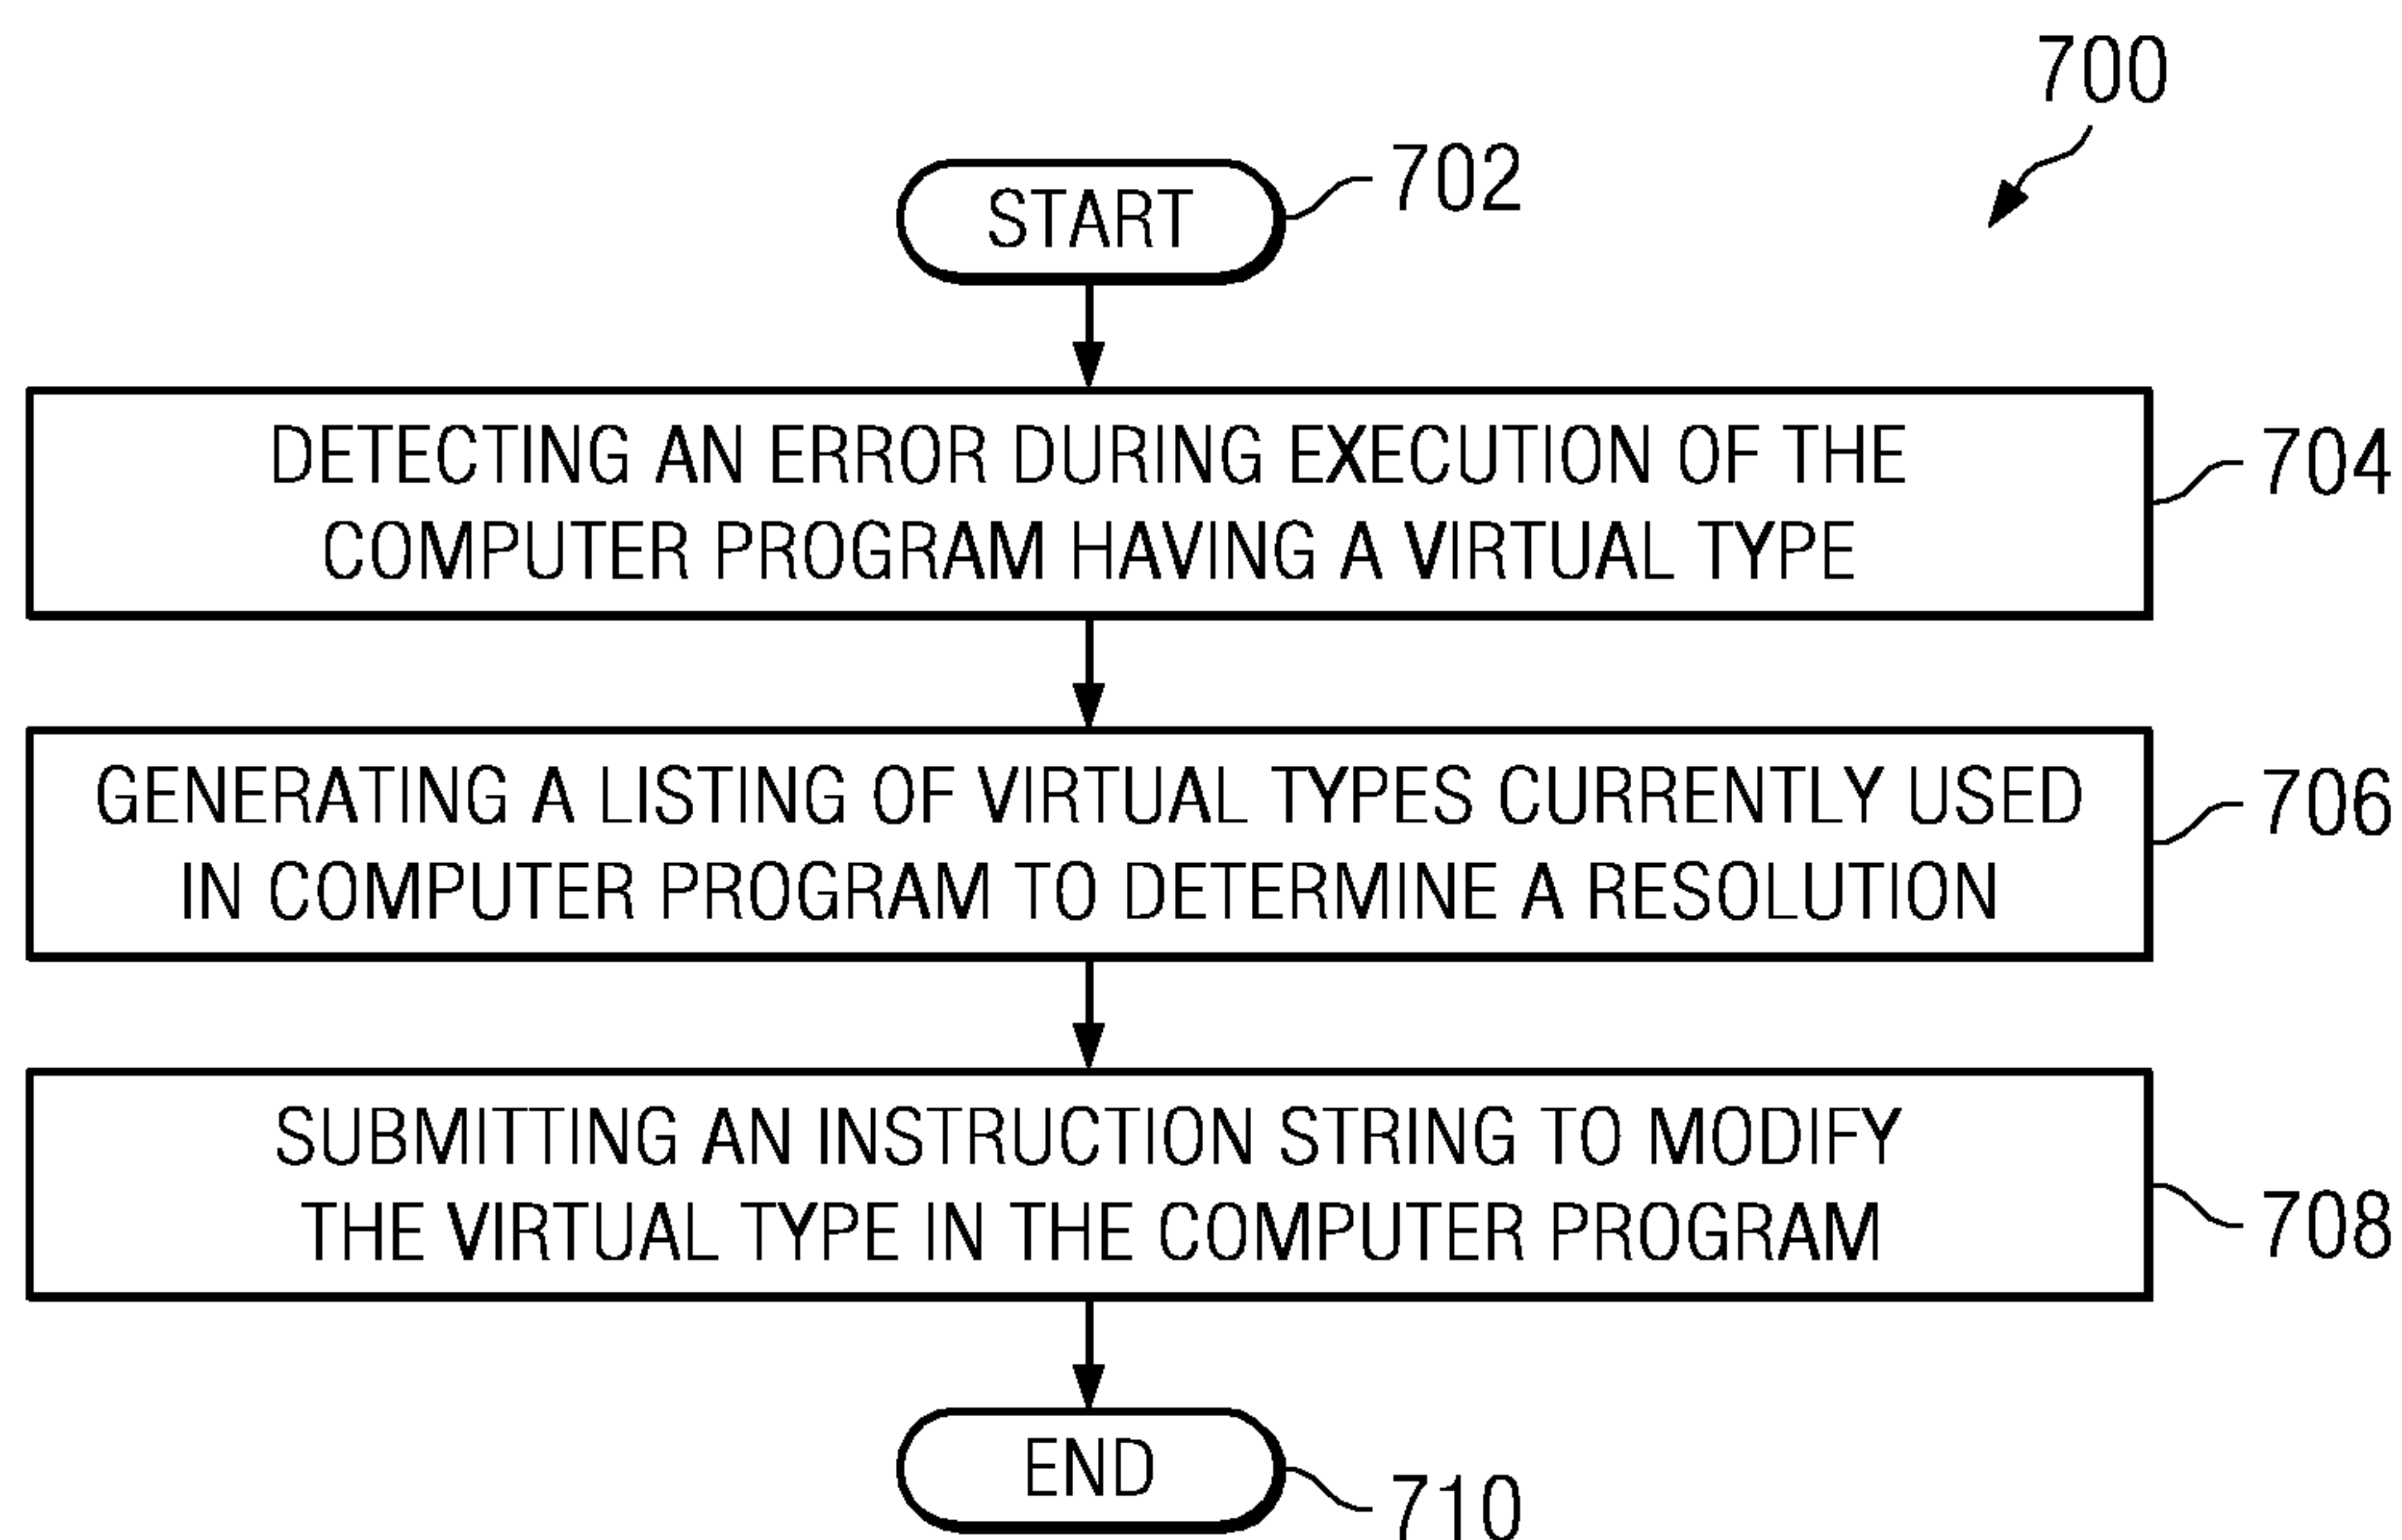 700
START
702
DETECTING AN ERROR DURING EXECUTION OF THE
COMPUTER PROGRAM HAVING A VIRTUAL TYPE
704
GENERATING A LISTING OF VIRTUAL TYPES CURRENTLY USED
IN COMPUTER PROGRAM TO DETERMINE A RESOLUTION
706
SUBMITTING AN INSTRUCTION STRING TO MODIFY
THE VIRTUAL TYPE IN THE COMPUTER PROGRAM
708
END
710